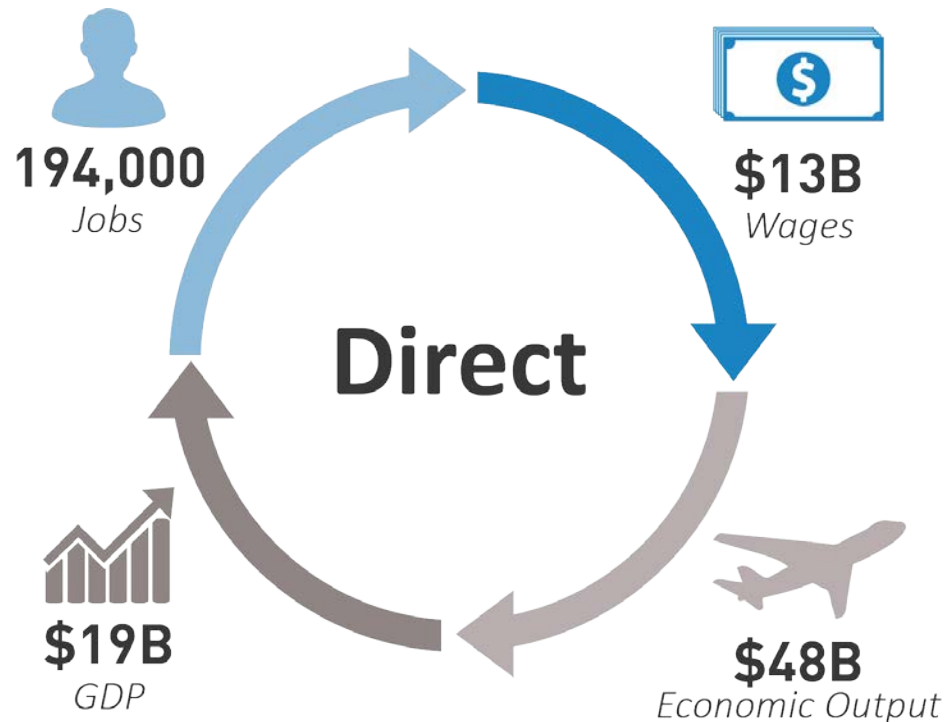 194,000
Jobs
$
$13B
Wages
Direct
$19B
GDP
$48B
Economic Output